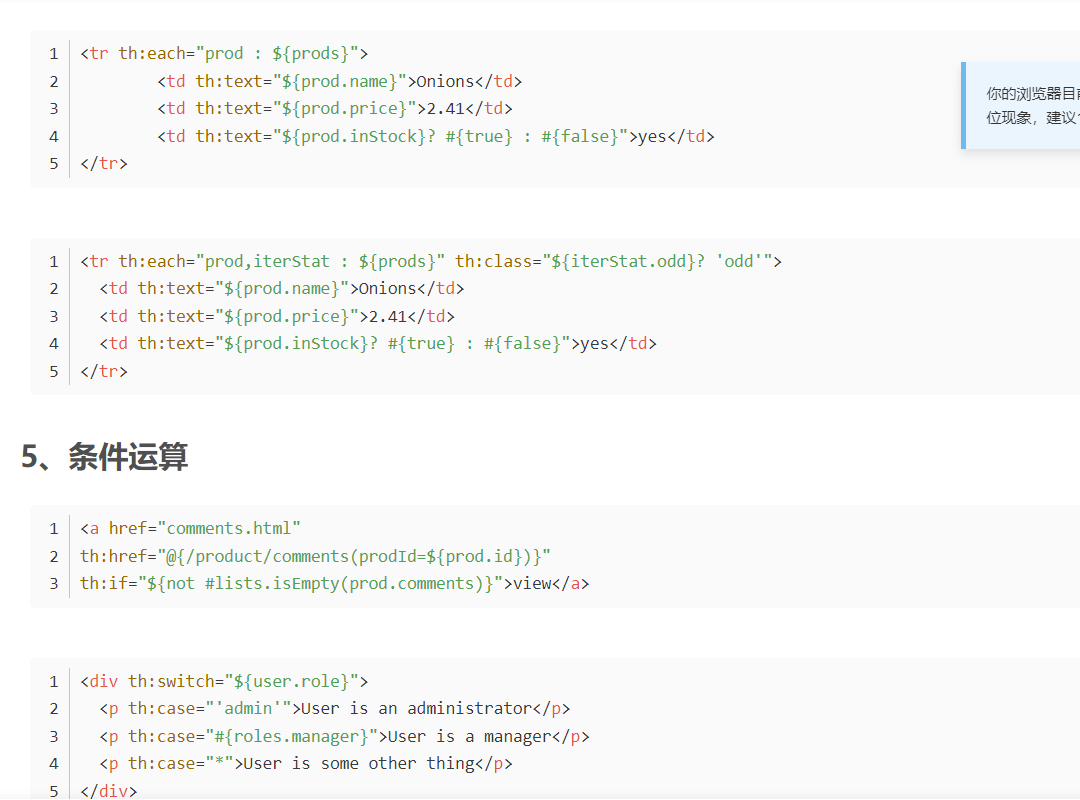 1 <tr th:each="prod : ${prods}">
2         <td th:text="${prod.name}">Onions</td>
3         <td th:text="${prod.price}">2.41</td>
4         <td th:text="${prod.inStock}? #{true} : #{false}">yes</td>
5 </tr>
你的浏览器目
位现象，建议
1 <tr th:each="prod,iterStat : ${prods}" th:class="${iterStat.odd}? 'odd'">
2   <td th:text="${prod.name}">Onions</td>
3   <td th:text="${prod.price}">2.41</td>
4   <td th:text="${prod.inStock}? #{true} : #{false}">yes</td>
5 </tr>
5、条件运算
1 <a href="comments.html"
2 th:href="@{/product/comments(prodId=${prod.id})}"
3 th:if="${not #lists.isEmpty(prod.comments)}">view</a>
1 <div th:switch="${user.role}">
2   <p th:case="'admin'">User is an administrator</p>
3   <p th:case="#{roles.manager}">User is a manager</p>
4   <p th:case="*">User is some other thing</p>
5 </div>